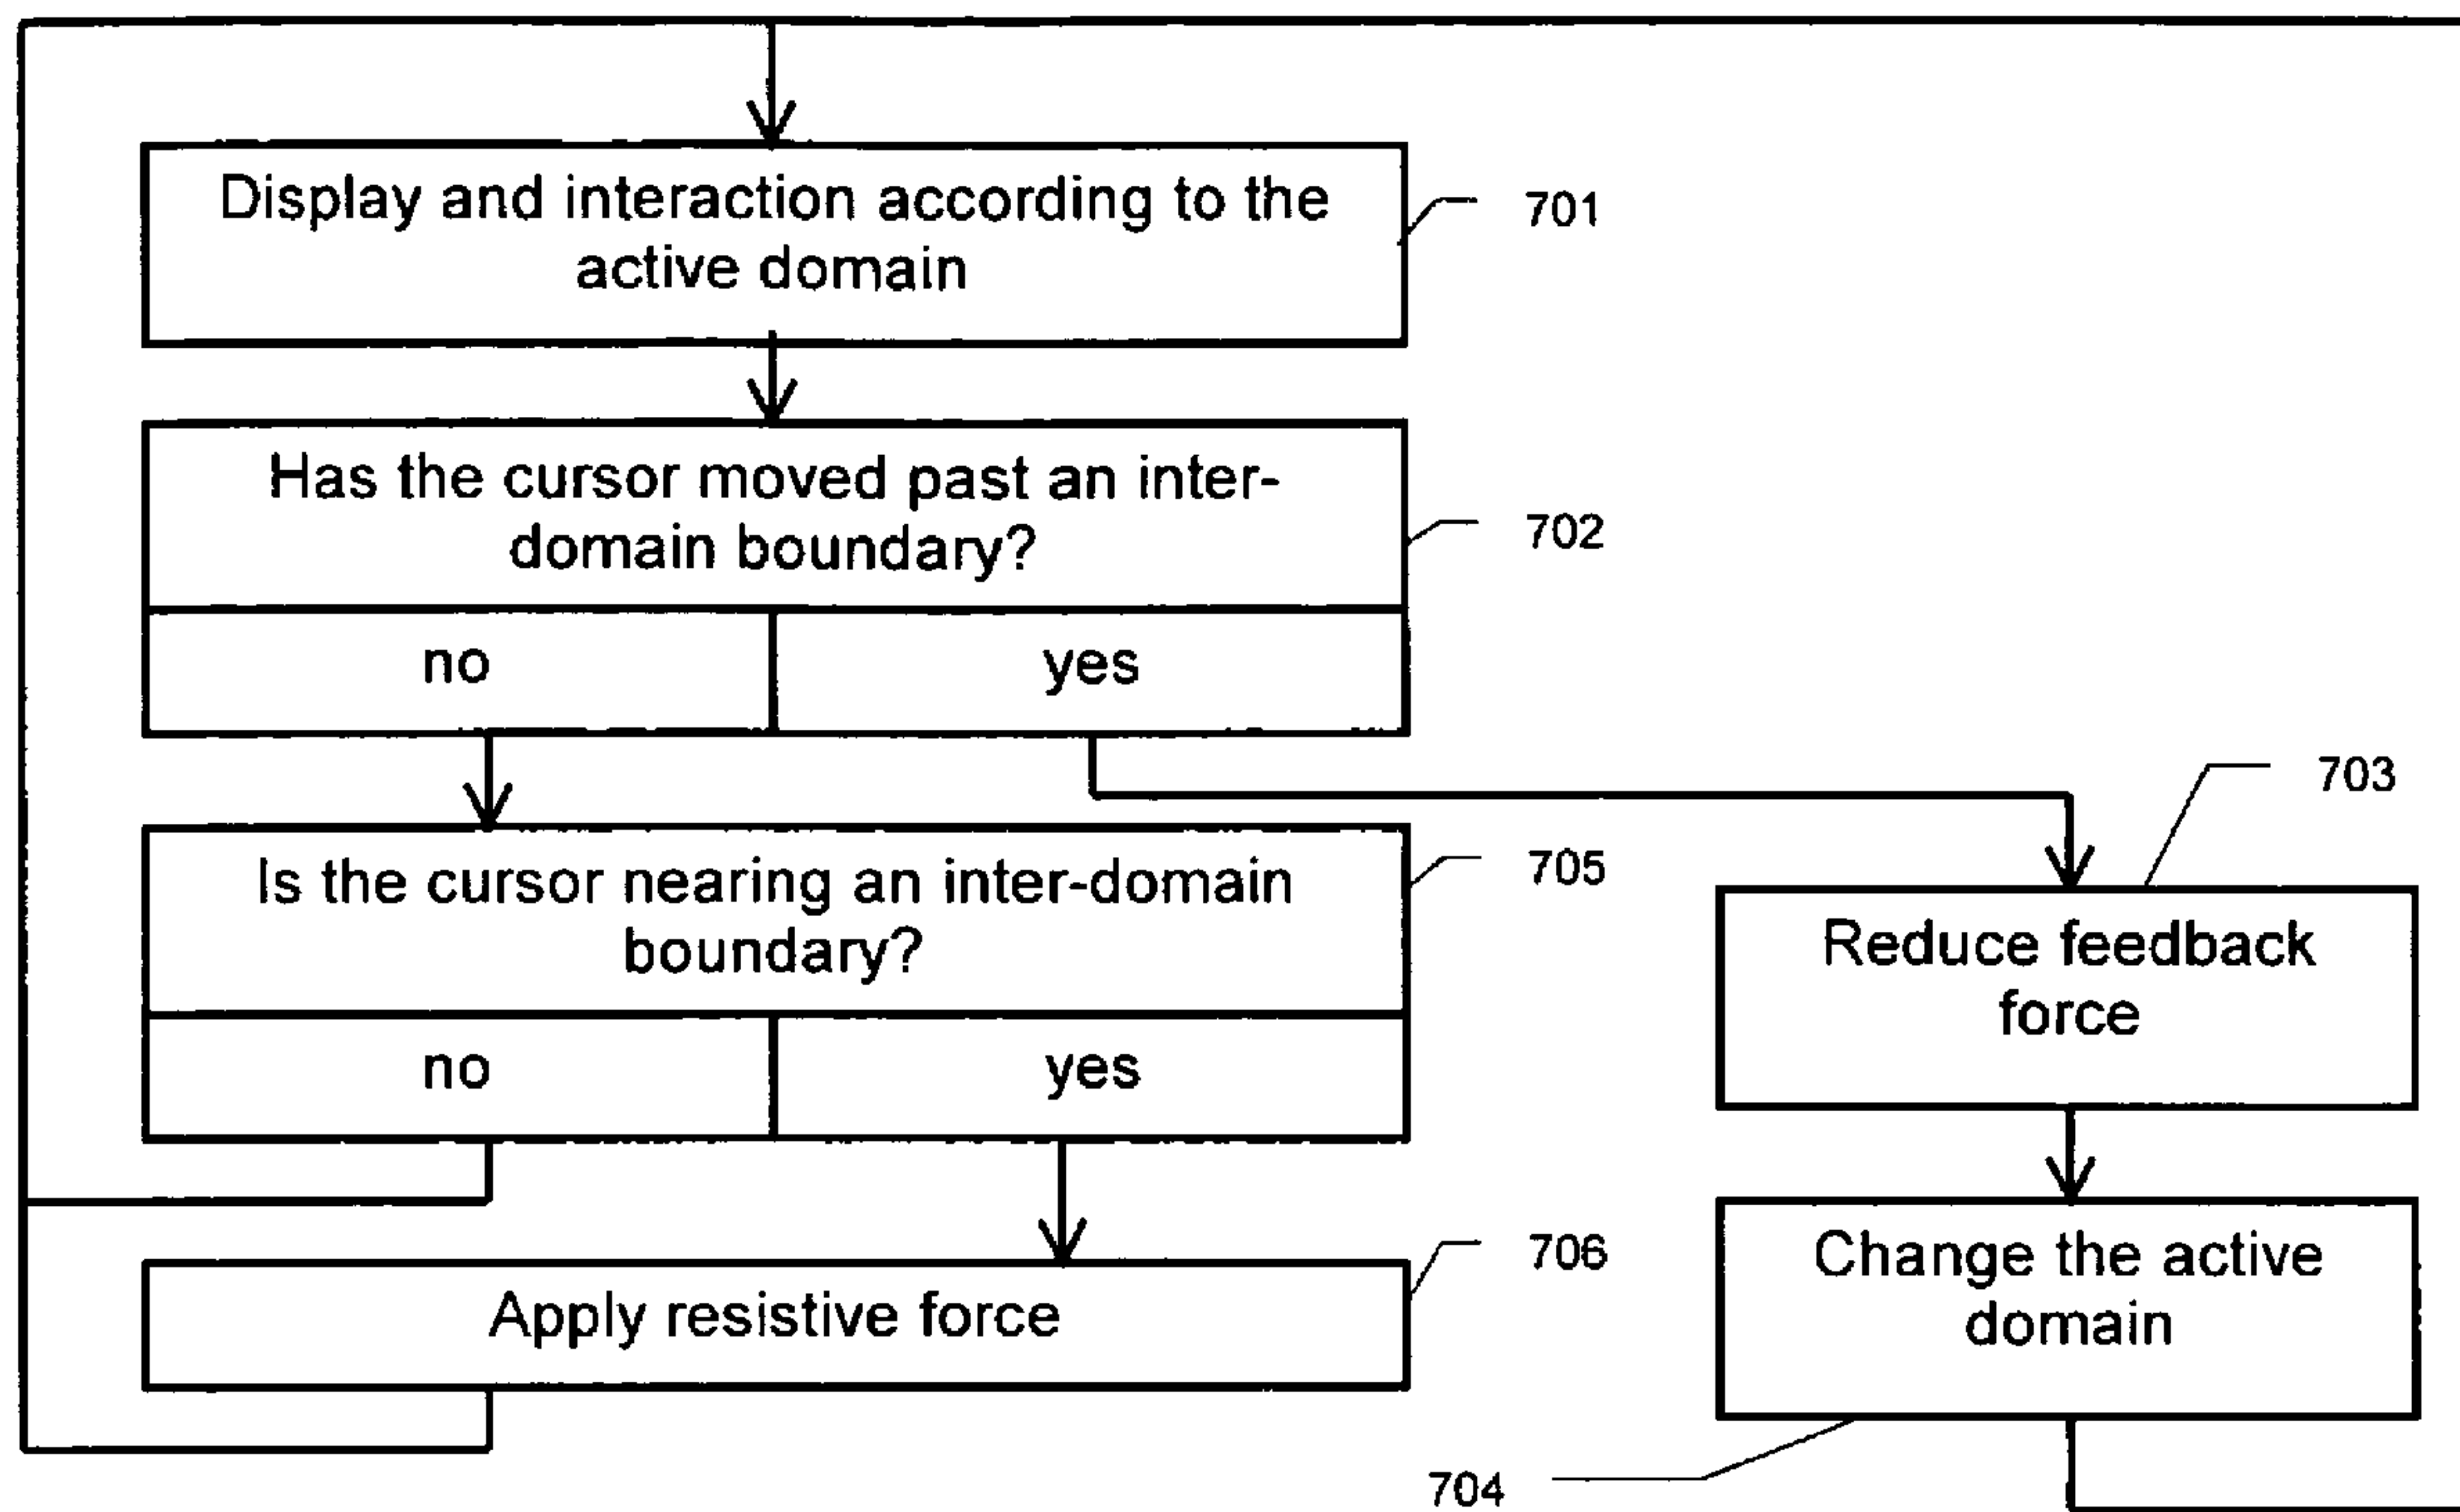 Display and interaction according to the
active domain
701
Has the cursor moved past an inter-
domain boundary?
702
no
yes
703
Is the cursor nearing an inter-domain
boundary?
705
no
yes
Reduce feedback
force
Apply resistive force
706
Change the active
domain
704